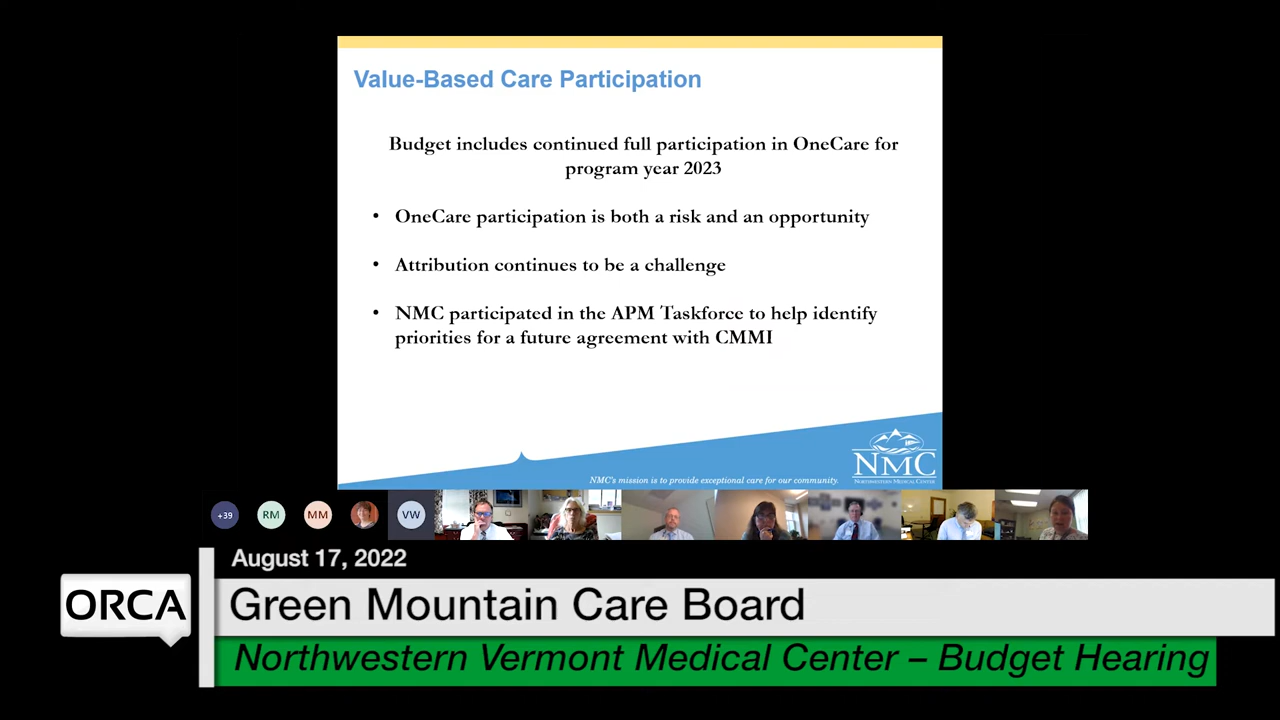 Value-Based Care Participation
Budget includes continued full participation in OneCare for
program year 2023
• OneCare participation is both a risk and an opportunity
• Attribution continues to be a challenge
• NMC participated in the APM Taskforce to help identify
priorities for a future agreement with CMMI
NMC
NORTHWESTERN MEDICAL CENTER
NMC's mission is to provide exceptional care for our community.
+39
RM
MM
VW
August 17, 2022
ORCA
Green Mountain Care Board
Northwestern Vermont Medical Center – Budget Hearing